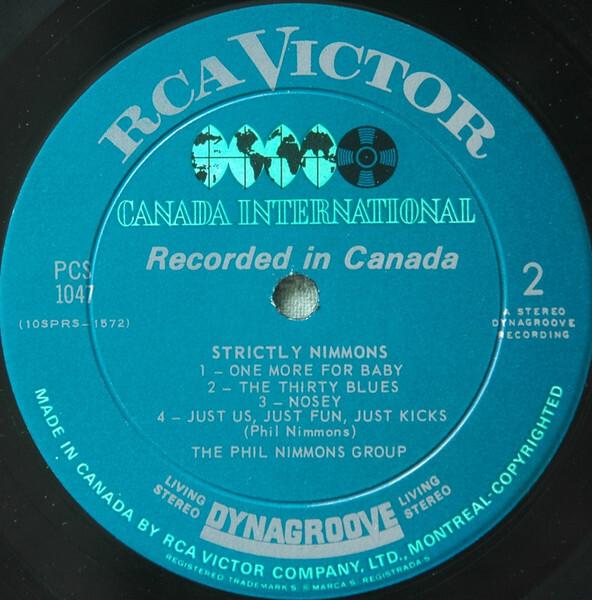 RCA VICTOR
CANADA INTERNATIONAL
Recorded in Canada
PCS
1047
(10SPRS-1572)
2
A STEREO
DYNAGROOVE
RECORDING
STRICTLY NIMMONS
1 – ONE MORE FOR BABY
2 – THE THIRTY BLUES
3 – NOSEY
4 – JUST US, JUST FUN, JUST KICKS
(Phil Nimmons)
THE PHIL NIMMONS GROUP
LIVING
STEREO
DYNAGROOVE
LIVING
STEREO
MADE IN CANADA BY RCA VICTOR COMPANY, LTD., MONTREAL-COPYRIGHTED
REGISTERED TRADEMARKS MARCAS REGISTRADAS